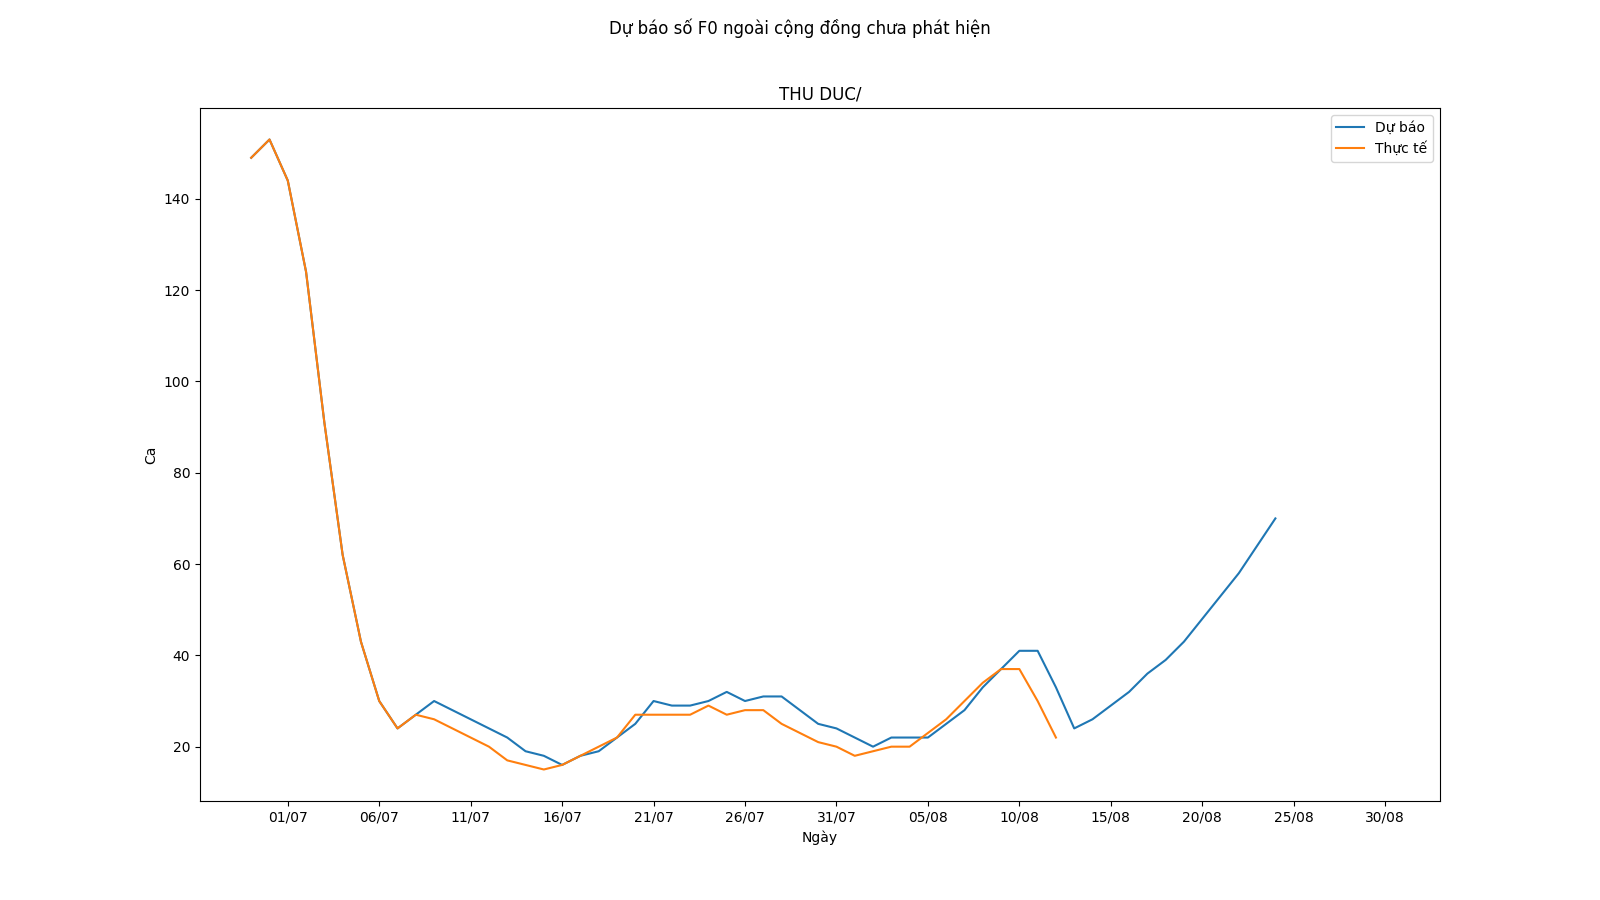 Dự báo số F0 ngoài cộng đồng chưa phát hiện
THU DUC/
Dự báo
Thực tế
140
120
100
80
60
40
20
Ca
01/07 06/07 11/07 16/07 21/07 26/07 31/07 05/08 10/08 15/08 20/08 25/08 30/08
Ngày